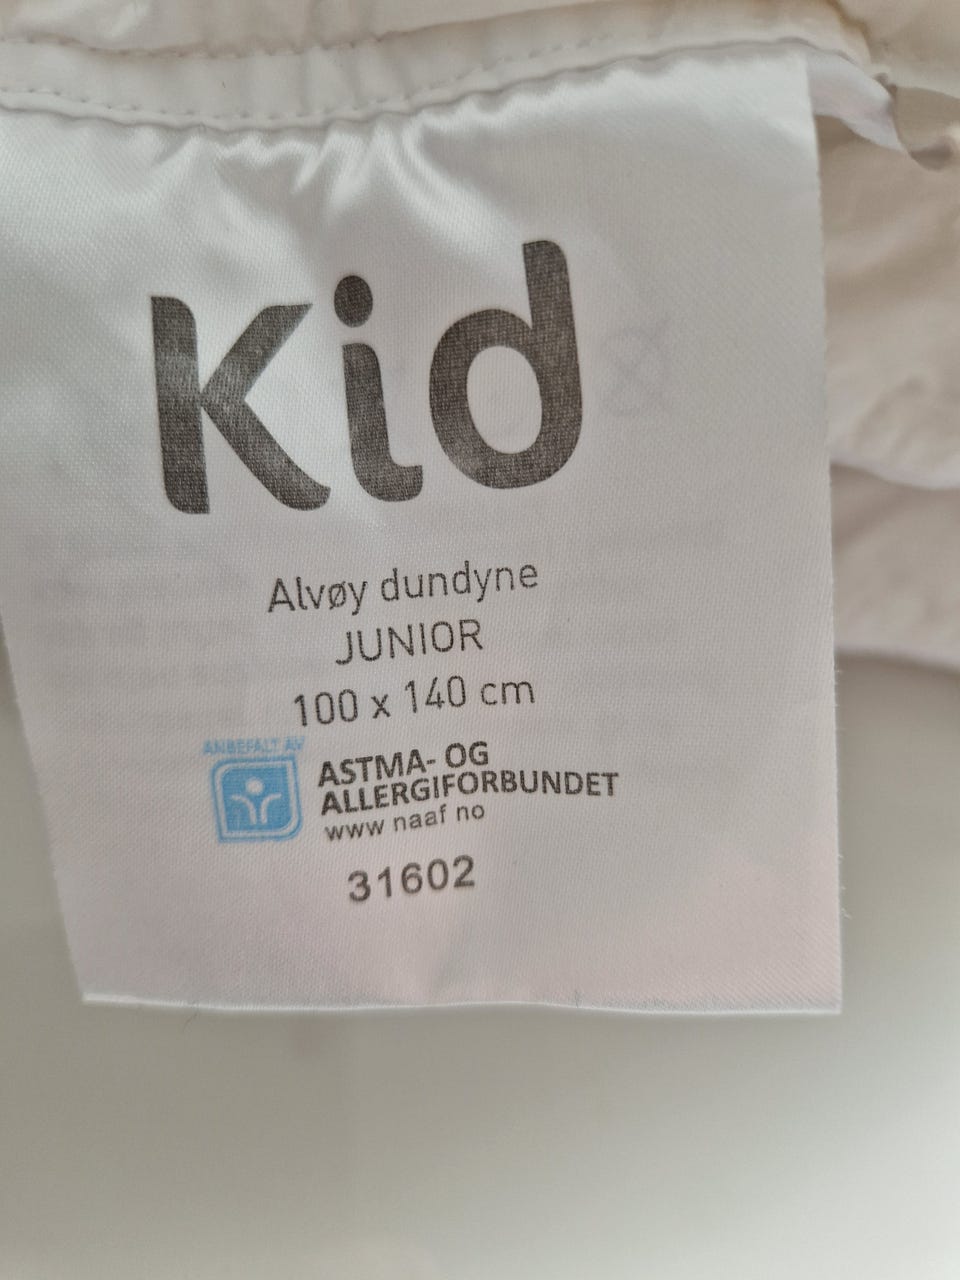 Kid
Alvøy dundyne
JUNIOR
100 x 140 cm
ANBEFALT AV
ASTMA- OG
ALLERGIFORBUNDET
www naaf no
31602